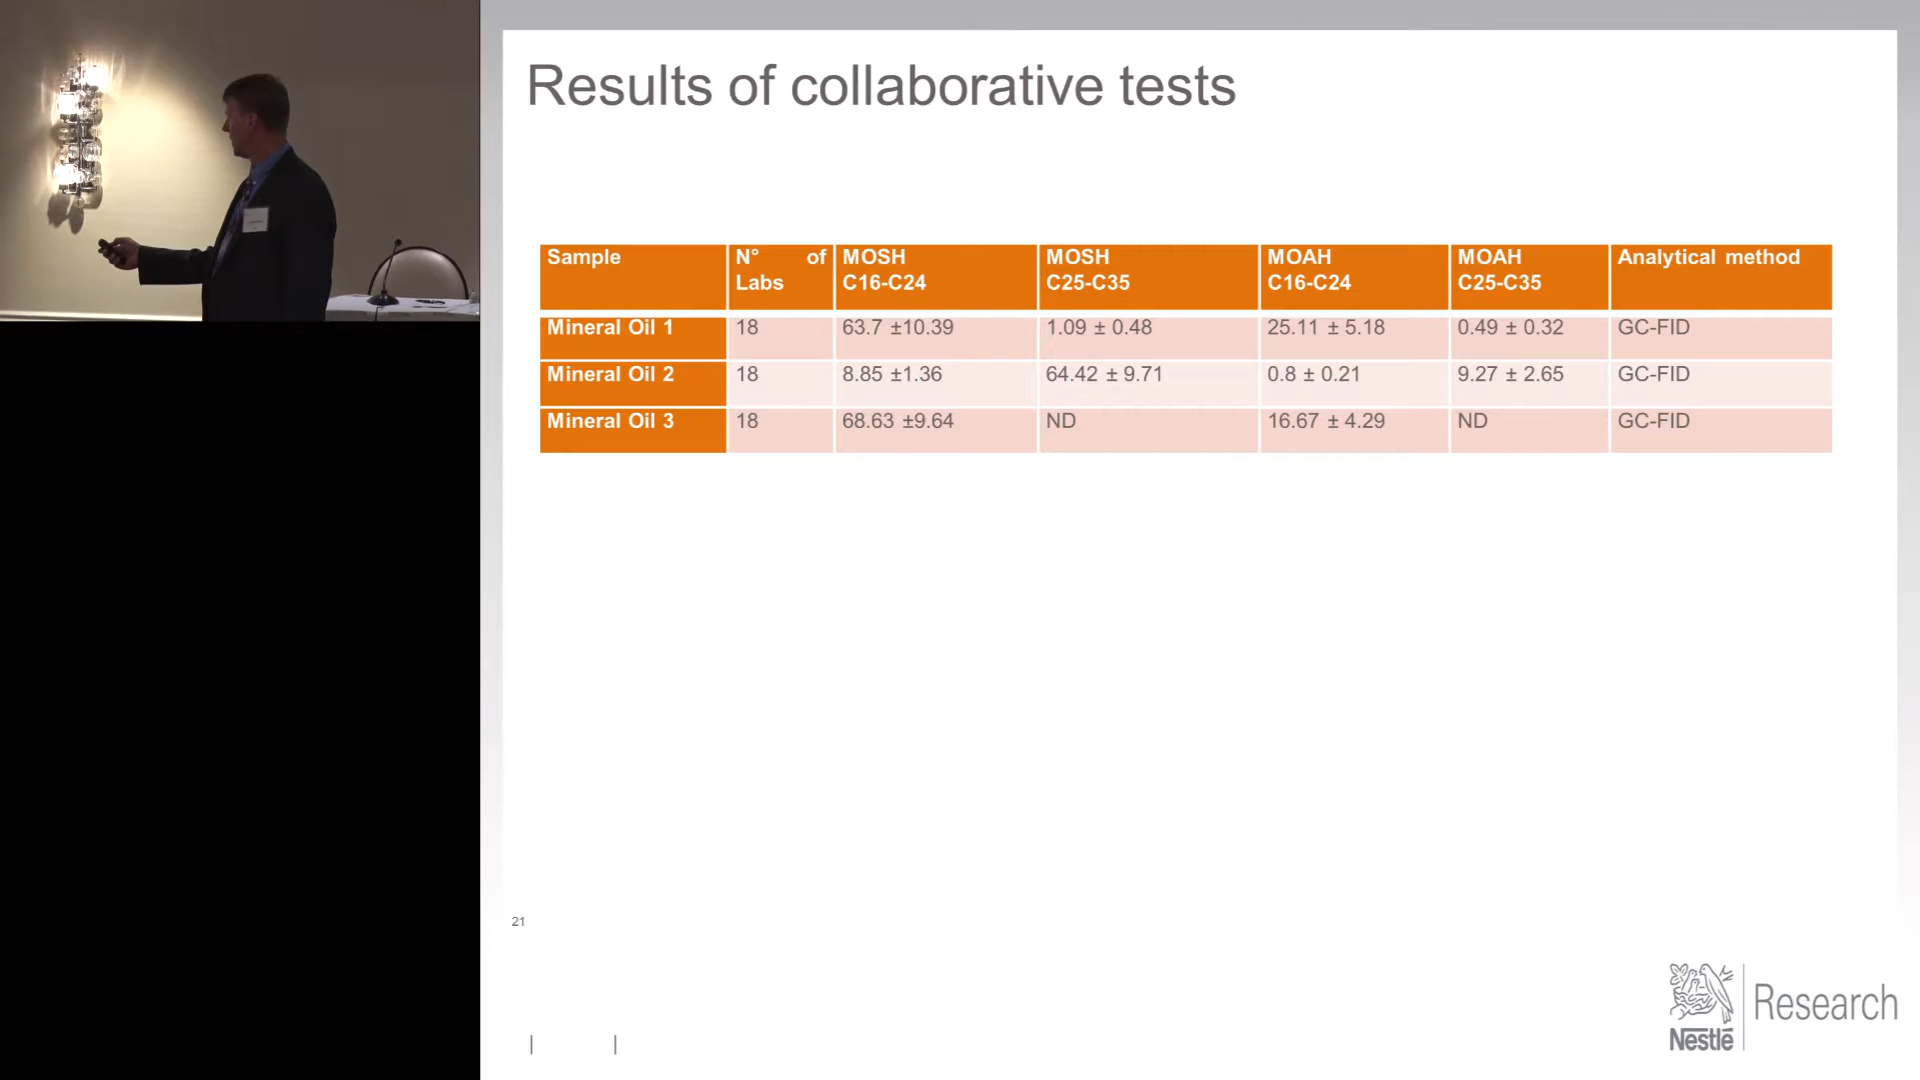 Results of collaborative tests
Sample N° of Labs MOSH C16-C24 MOSH C25-C35 MOAH C16-C24 MOAH C25-C35 Analytical method
Mineral Oil 1 18 63.7 ±10.39 1.09 ± 0.48 25.11 ± 5.18 0.49 ± 0.32 GC-FID
Mineral Oil 2 18 8.85 ±1.36 64.42 ± 9.71 0.8 ± 0.21 9.27 ± 2.65 GC-FID
Mineral Oil 3 18 68.63 ±9.64 ND 16.67 ± 4.29 ND GC-FID
21
Nestlé Research